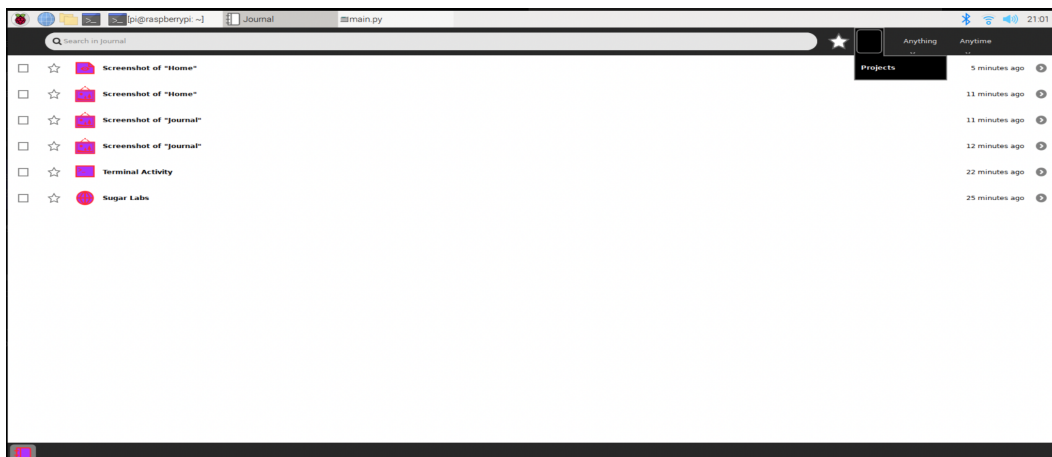 [pi@raspberrypi: ~] Journal main.py 21:01
Search in Journal Anything Anytime
Projects
Screenshot of "Home" 5 minutes ago
Screenshot of "Home" 11 minutes ago
Screenshot of "Journal" 11 minutes ago
Screenshot of "Journal" 12 minutes ago
Terminal Activity 22 minutes ago
Sugar Labs 25 minutes ago